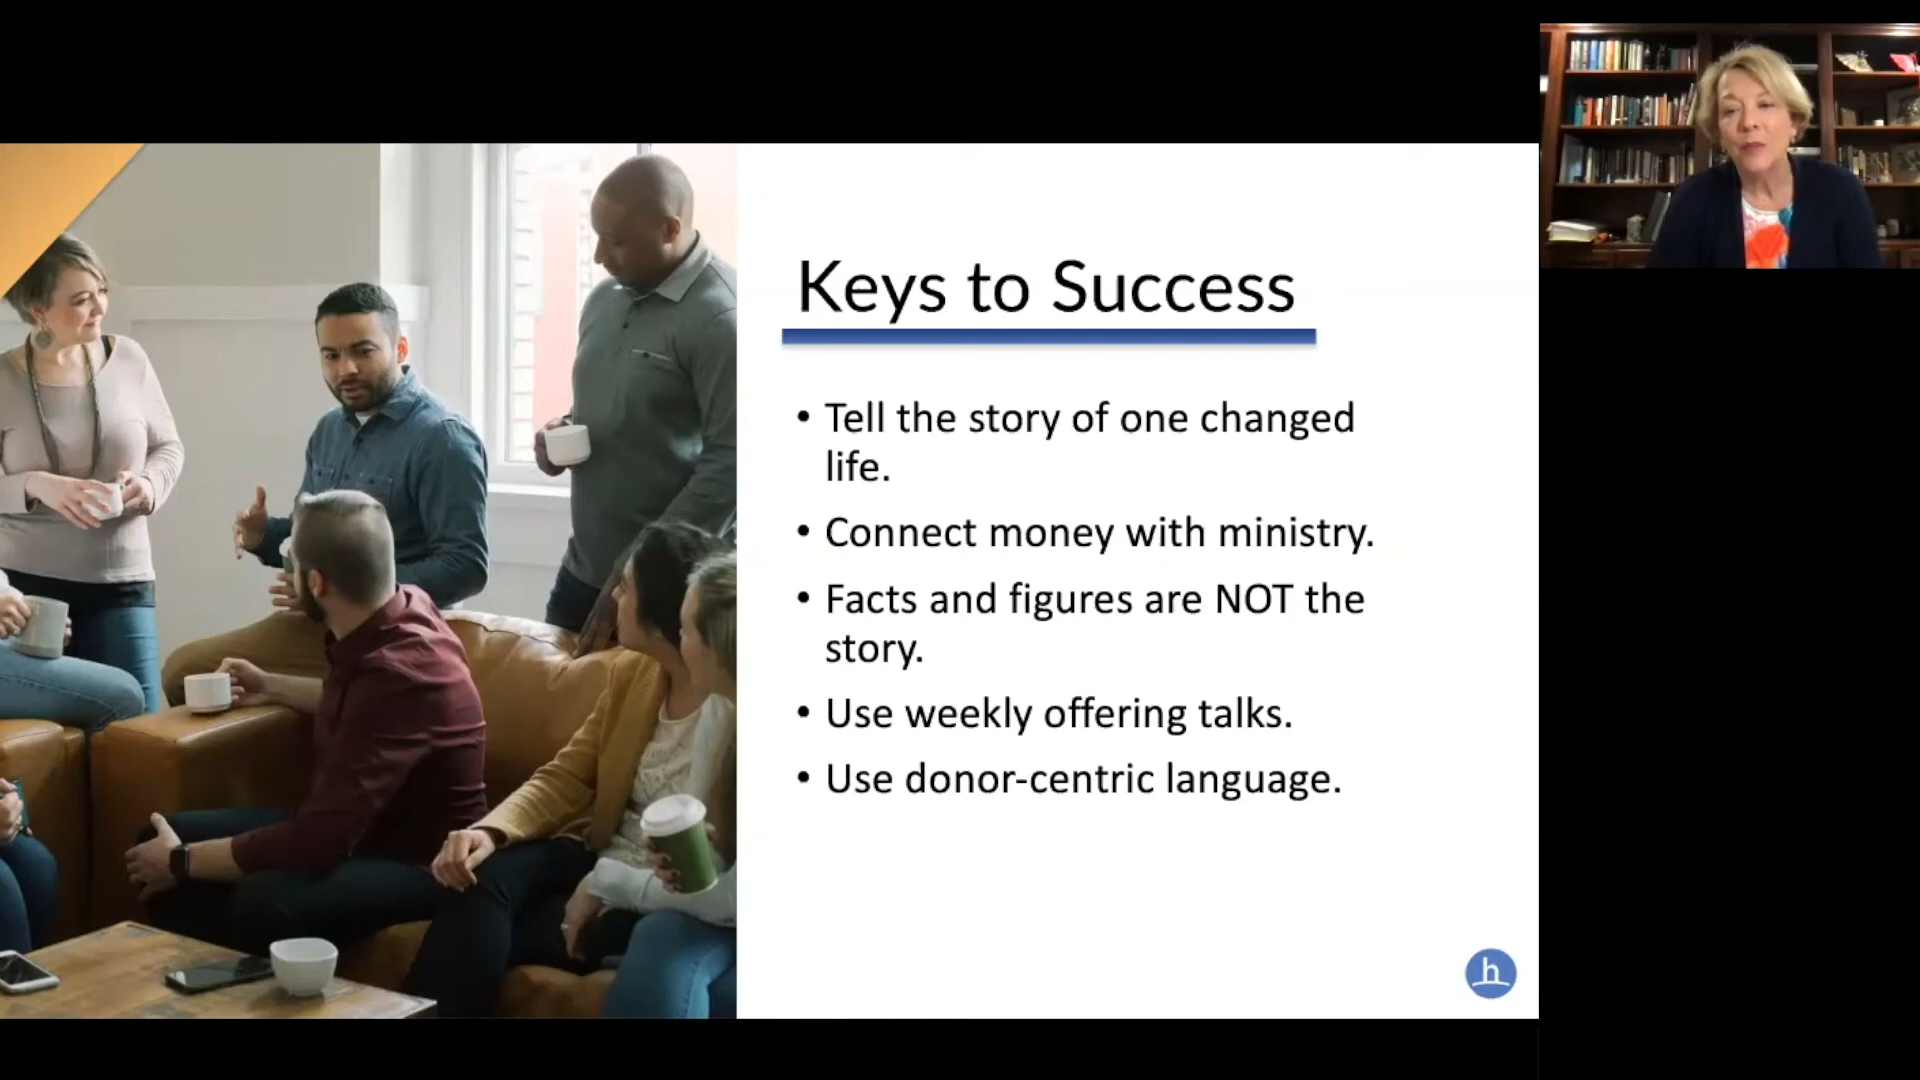 Keys to Success
• Tell the story of one changed
life.
• Connect money with ministry.
• Facts and figures are NOT the
story.
• Use weekly offering talks.
• Use donor-centric language.
h